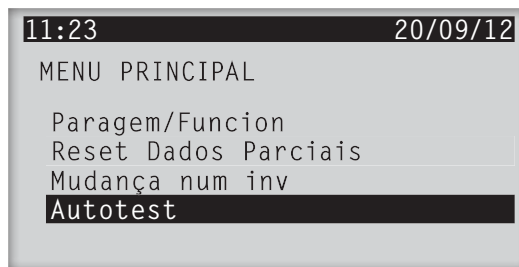 11:23 20/09/12
MENU PRINCIPAL
Paragem/Funcion
Reset Dados Parciais
Mudança num inv
Autotest